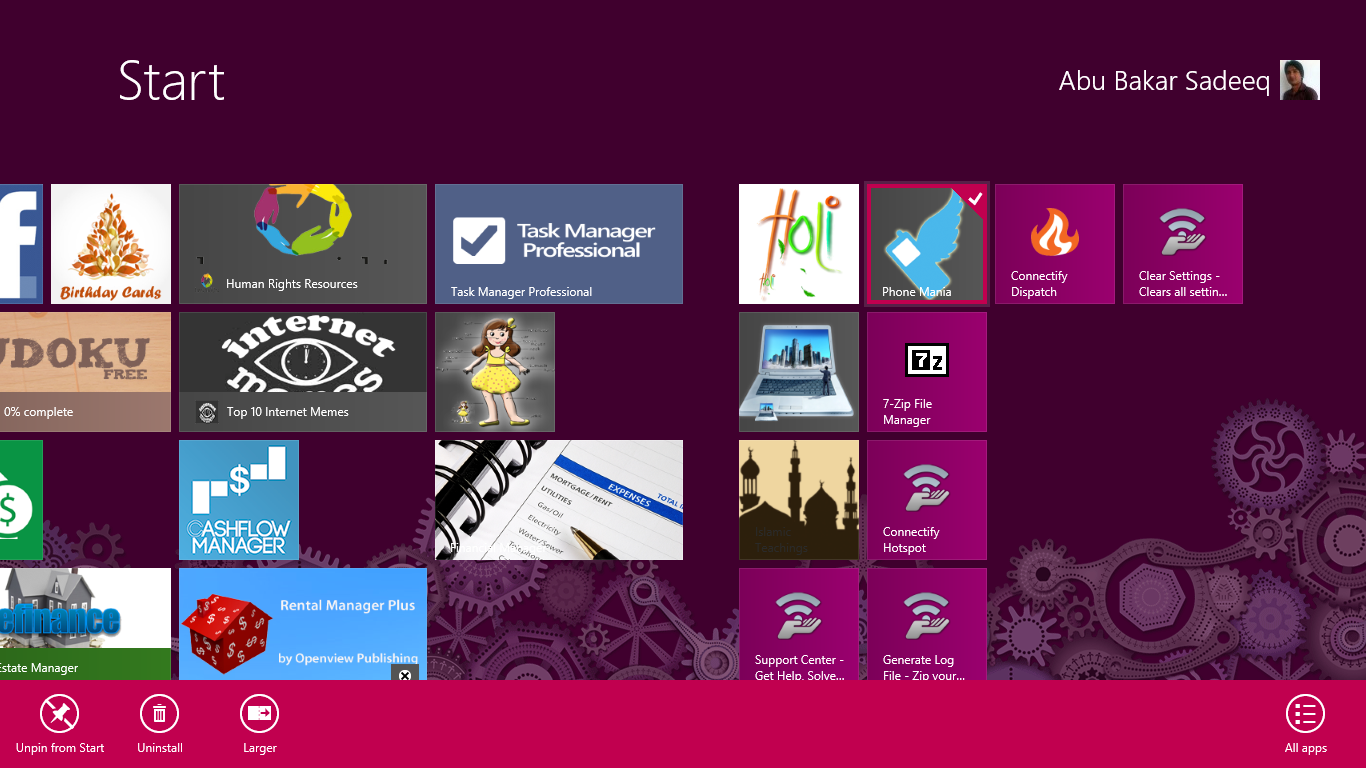 Start
Abu Bakar Sadeeq
f
Birthday Cards
Human Rights Resources
Task Manager
Professional
Task Manager Professional
Holi
Holi
Phone Mania
Connectify
Dispatch
Clear Settings -
Clears all settin...
UDOKU
FREE
0% complete
internet
Top 10 Internet Memes
7z
7-Zip File
Manager
$
$
CASHFLOW
MANAGER
MORTGAGE/RENT
EXPENSES
TOTAL
UTILITIES
Gas/Oil
Electricity
Water/Sewer
Islamic
Teachings
Connectify
Hotspot
efinance
Estate Manager
Rental Manager Plus
by Openview Publishing
Support Center -
Get Help, Solve...
Generate Log
File - Zip your...
Unpin from Start
Uninstall
Larger
All apps